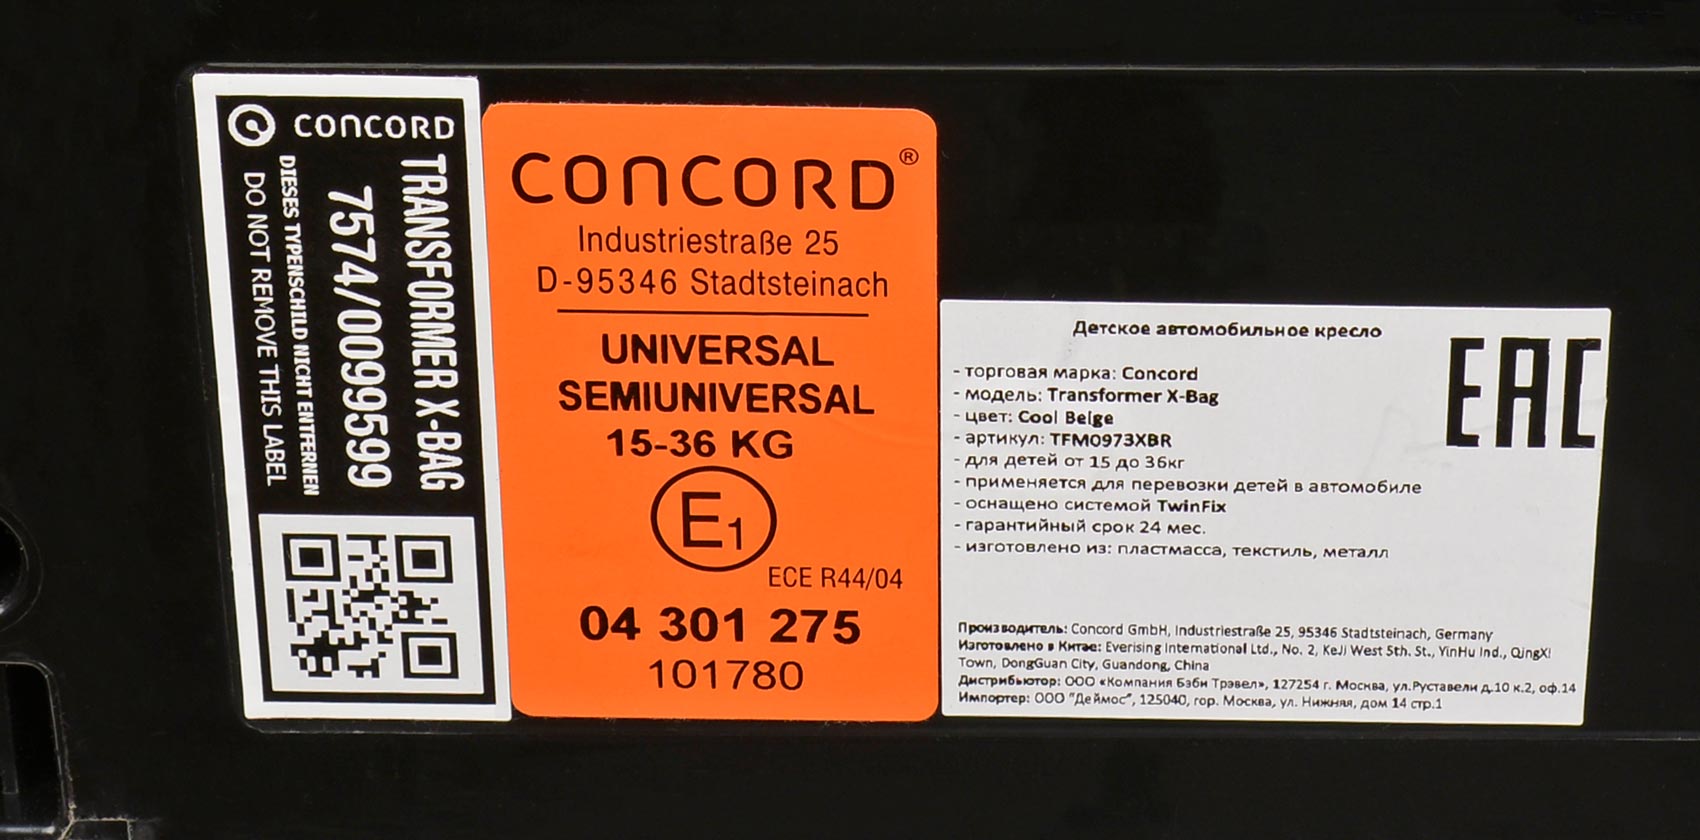 CONCORD
TRANSFORMER X-BAG
7574/0099599
DIESES TYPENSCHILD NICHT ENTFERNEN
DO NOT REMOVE THIS LABEL
CONCORD®
Industriestraße 25
D-95346 Stadtsteinach
UNIVERSAL
SEMIUNIVERSAL
15-36 KG
E1
ECE R44/04
04 301 275
101780
Детское автомобильное кресло
EAC
- торговая марка: Concord
- модель: Transformer X-Bag
- цвет: Cool Beige
- артикул: TFM0973XBR
- для детей от 15 до 36кг
- применяется для перевозки детей в автомобиле
- оснащено системой TwinFix
- гарантийный срок 24 мес.
- изготовлено из: пластмасса, текстиль, металл
Производитель: Concord GmbH, Industriestraße 25, 95346 Stadtsteinach, Germany
Изготовлено в Китае: Everising International Ltd., No. 2, KeJi West 5th. St., YinHu Ind., QingXi
Town, DongGuan City, Guandong, China
Дистрибьютор: ООО «Компания Бэби Трэвел», 127254 г. Москва, ул.Руставели д.10 к.2, оф.14
Импортер: ООО "Деймос", 125040, гор. Москва, ул. Нижняя, дом 14 стр.1